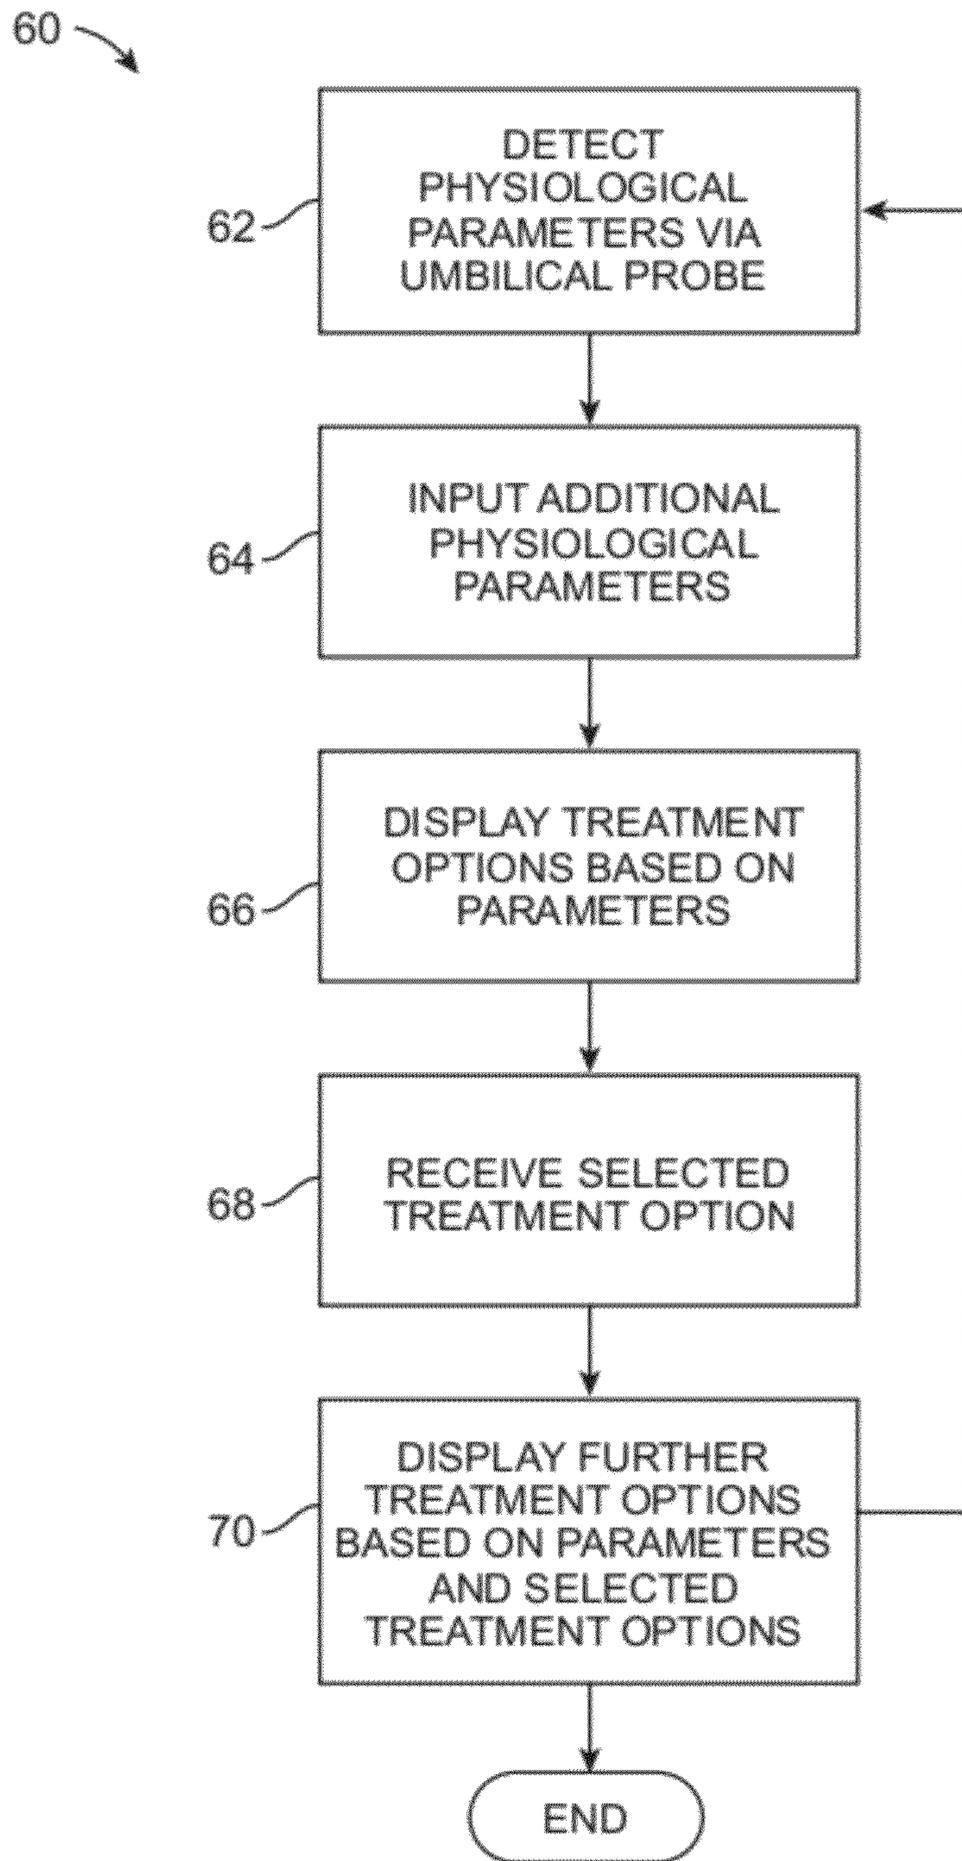 60
DETECT
PHYSIOLOGICAL
PARAMETERS VIA
UMBILICAL PROBE
62
INPUT ADDITIONAL
PHYSIOLOGICAL
PARAMETERS
64
DISPLAY TREATMENT
OPTIONS BASED ON
PARAMETERS
66
RECEIVE SELECTED
TREATMENT OPTION
68
DISPLAY FURTHER
TREATMENT OPTIONS
BASED ON PARAMETERS
AND SELECTED
TREATMENT OPTIONS
70
END